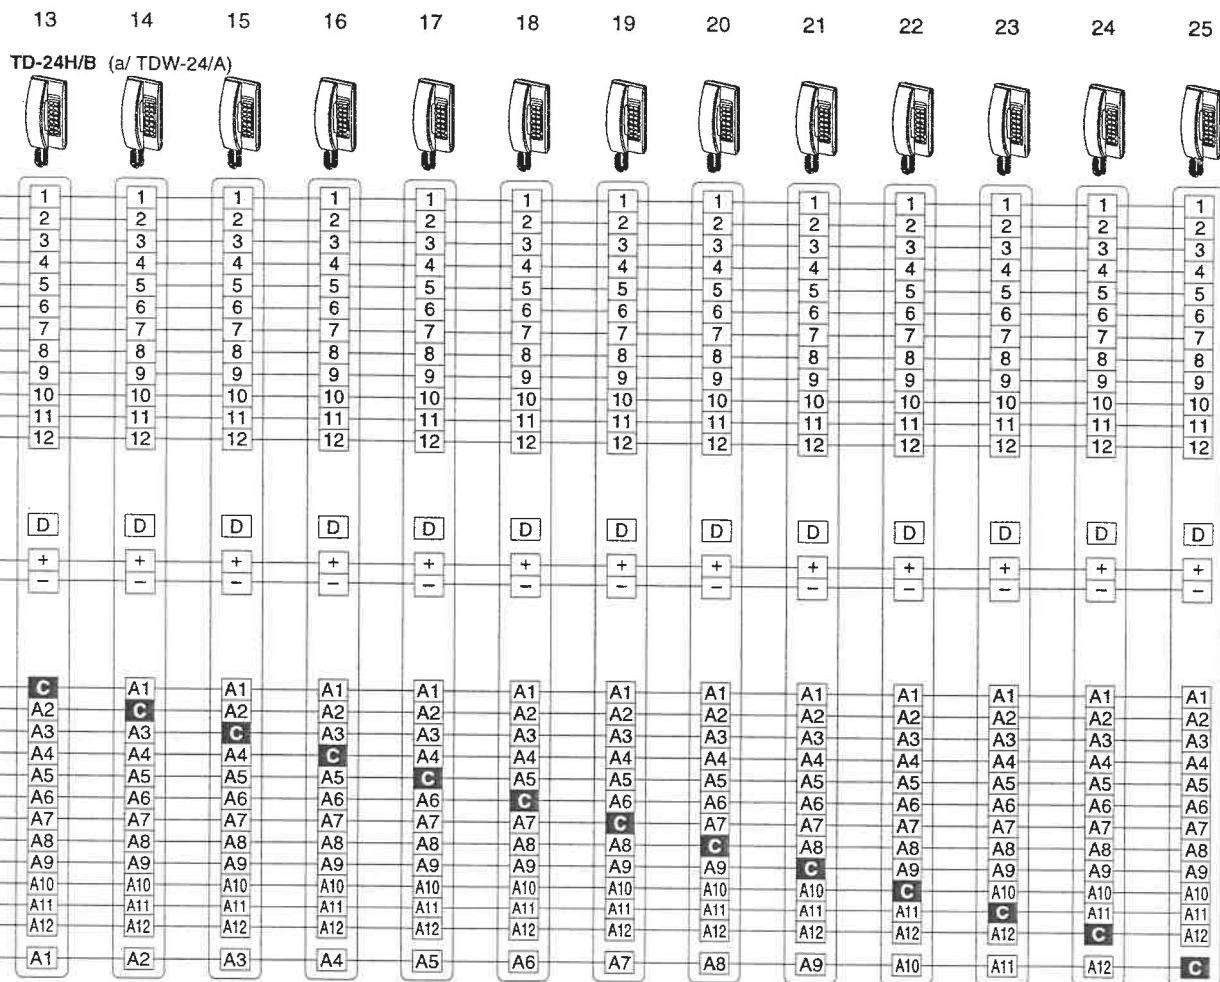 13 14 15 16 17 18 19 20 21 22 23 24 25
TD-24H/B (a/ TDW-24/A)
1 1 1 1 1 1 1 1 1 1 1 1 1
2 2 2 2 2 2 2 2 2 2 2 2 2
3 3 3 3 3 3 3 3 3 3 3 3 3
4 4 4 4 4 4 4 4 4 4 4 4 4
5 5 5 5 5 5 5 5 5 5 5 5 5
6 6 6 6 6 6 6 6 6 6 6 6 6
7 7 7 7 7 7 7 7 7 7 7 7 7
8 8 8 8 8 8 8 8 8 8 8 8 8
9 9 9 9 9 9 9 9 9 9 9 9 9
10 10 10 10 10 10 10 10 10 10 10 10 10
11 11 11 11 11 11 11 11 11 11 11 11 11
12 12 12 12 12 12 12 12 12 12 12 12 12
D D D D D D D D D D D D D
+ + + + + + + + + + + + +
− − − − − − − − − − − − −
C A1 A1 A1 A1 A1 A1 A1 A1 A1 A1 A1 A1
A2 C A2 A2 A2 A2 A2 A2 A2 A2 A2 A2 A2
A3 A3 C A3 A3 A3 A3 A3 A3 A3 A3 A3 A3
A4 A4 A4 C A4 A4 A4 A4 A4 A4 A4 A4 A4
A5 A5 A5 A5 C A5 A5 A5 A5 A5 A5 A5 A5
A6 A6 A6 A6 A6 C A6 A6 A6 A6 A6 A6 A6
A7 A7 A7 A7 A7 A7 C A7 A7 A7 A7 A7 A7
A8 A8 A8 A8 A8 A8 A8 C A8 A8 A8 A8 A8
A9 A9 A9 A9 A9 A9 A9 A9 C A9 A9 A9 A9
A10 A10 A10 A10 A10 A10 A10 A10 A10 C A10 A10 A10
A11 A11 A11 A11 A11 A11 A11 A11 A11 A11 C A11 A11
A12 A12 A12 A12 A12 A12 A12 A12 A12 A12 A12 C A12
A1 A2 A3 A4 A5 A6 A7 A8 A9 A10 A11 A12 C